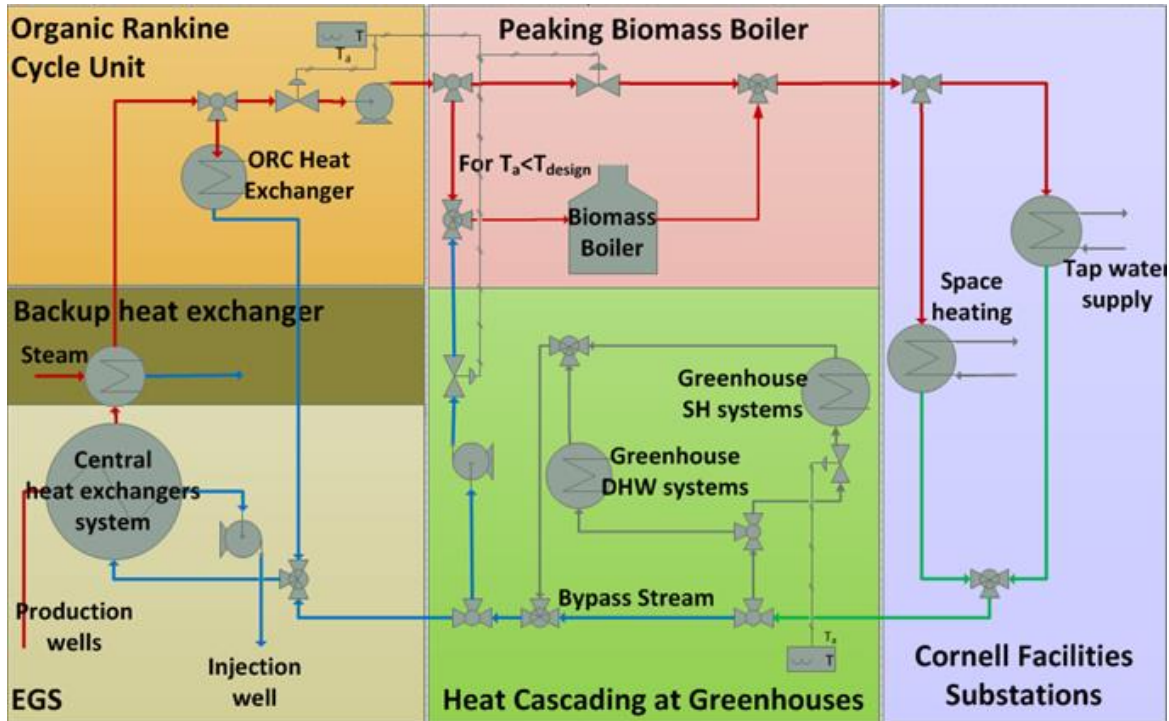 Organic Rankine
Cycle Unit
T
Ta
ORC Heat
Exchanger
Peaking Biomass Boiler
For Ta<Tdesign
Biomass
Boiler
Tap water
supply
Space
heating
Backup heat exchanger
Steam
Central
heat exchangers
system
Production
wells
Injection
well
EGS
Greenhouse
SH systems
Greenhouse
DHW systems
Bypass Stream
Ta
T
Heat Cascading at Greenhouses
Cornell Facilities
Substations